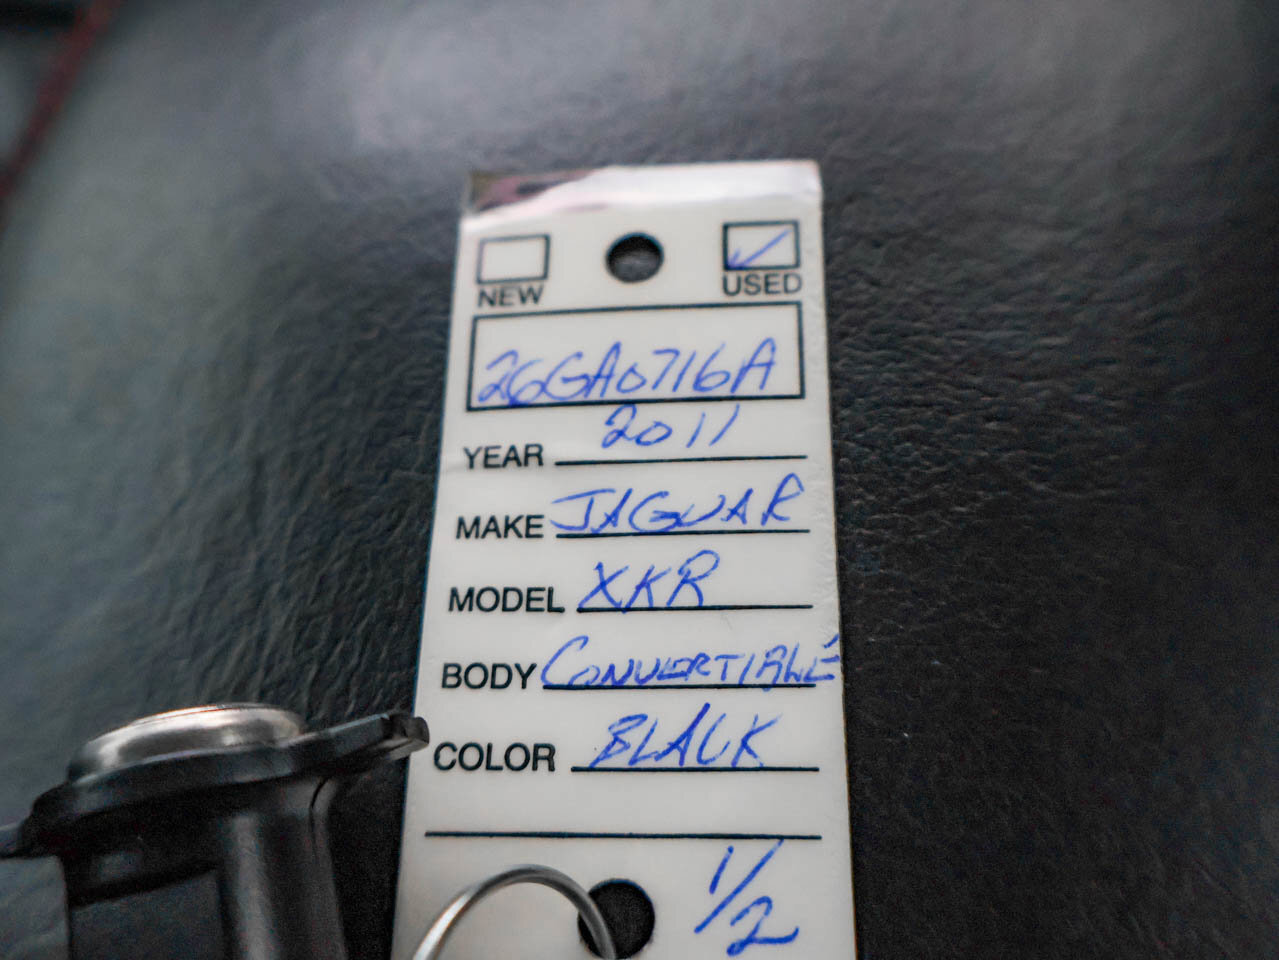 NEW USED
26GA0716A
YEAR 2011
MAKE JAGUAR
MODEL XKR
BODY CONVERTIBLE
COLOR BLACK
1/2